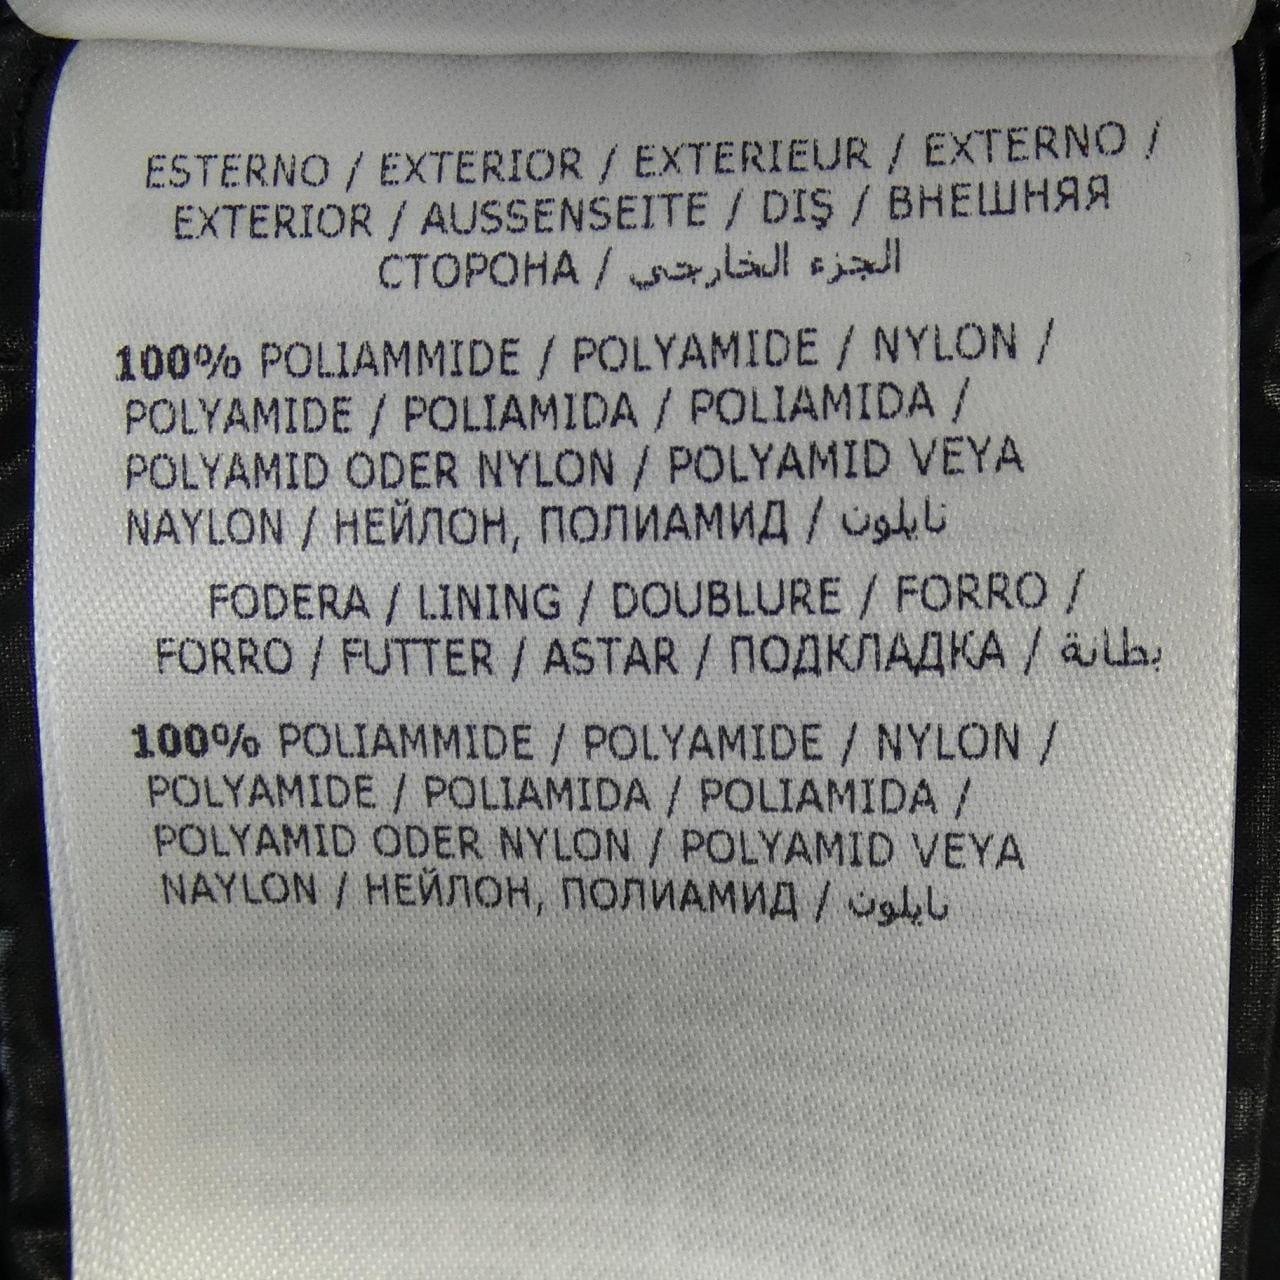 ESTERNO / EXTERIOR / EXTERIEUR / EXTERNO /
EXTERIOR / AUSSENSEITE / DIŞ / ВНЕШНЯЯ
СТОРОНА / الجزء الخارجي
100% POLIAMMIDE / POLYAMIDE / NYLON /
POLYAMIDE / POLIAMIDA / POLIAMIDA /
POLYAMID ODER NYLON / POLYAMID VEYA
NAYLON / НЕЙЛОН, ПОЛИАМИД / نايلون
FODERA / LINING / DOUBLURE / FORRO /
FORRO / FUTTER / ASTAR / ПОДКЛАДКА / بطانة
100% POLIAMMIDE / POLYAMIDE / NYLON /
POLYAMIDE / POLIAMIDA / POLIAMIDA /
POLYAMID ODER NYLON / POLYAMID VEYA
NAYLON / НЕЙЛОН, ПОЛИАМИД / نايلون